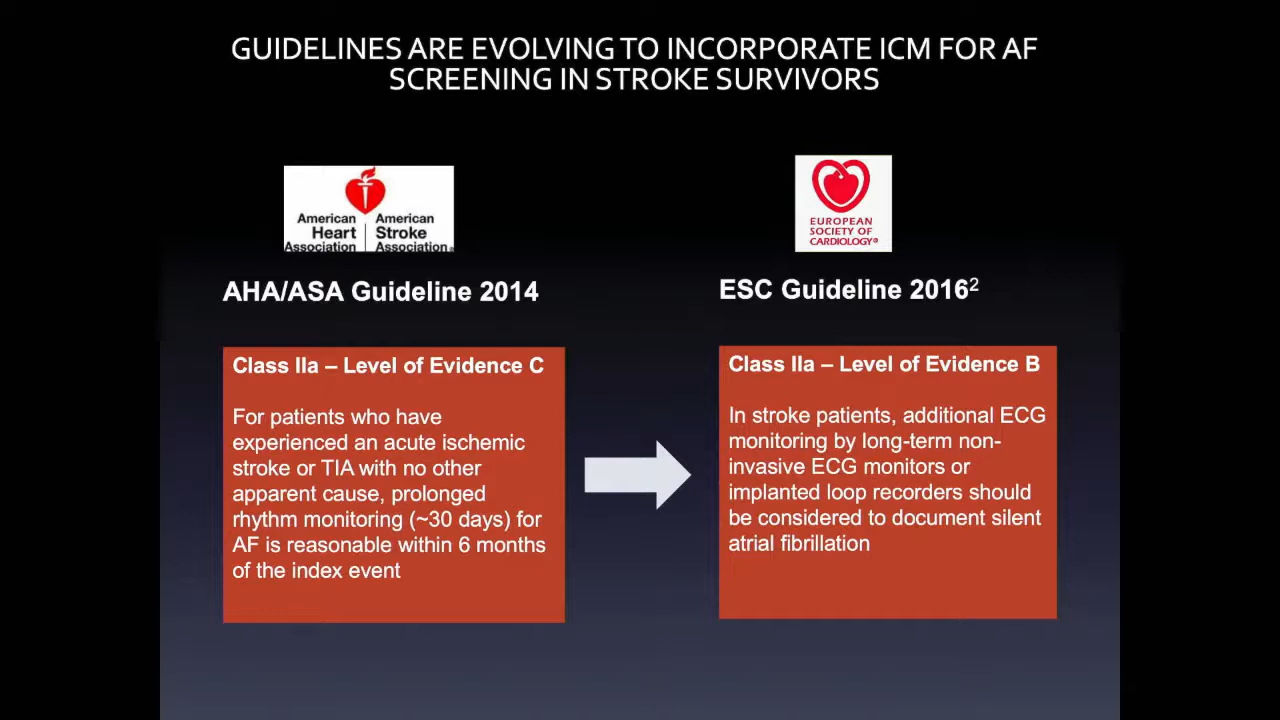 GUIDELINES ARE EVOLVING TO INCORPORATE ICM FOR AF
SCREENING IN STROKE SURVIVORS
American
Heart
Association
American
Stroke
Association®
EUROPEAN
SOCIETY OF
CARDIOLOGY®
AHA/ASA Guideline 2014
ESC Guideline 2016²
Class IIa – Level of Evidence C
For patients who have
experienced an acute ischemic
stroke or TIA with no other
apparent cause, prolonged
rhythm monitoring (~30 days) for
AF is reasonable within 6 months
of the index event
Class IIa – Level of Evidence B
In stroke patients, additional ECG
monitoring by long-term non-
invasive ECG monitors or
implanted loop recorders should
be considered to document silent
atrial fibrillation